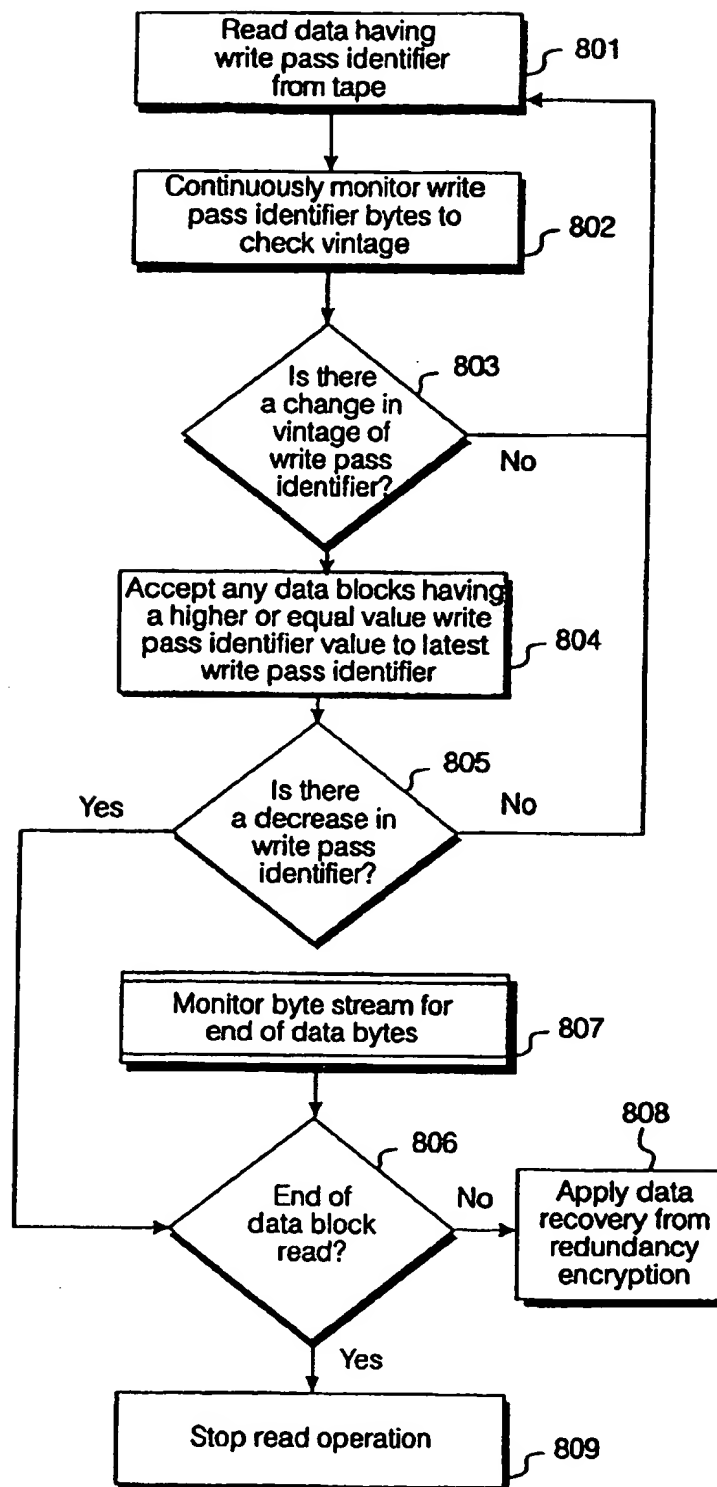 Read data having
write pass identifier
from tape
801
Continuously monitor write
pass identifier bytes to
check vintage
802
803
Is there
a change in
vintage of
write pass
identifier?
No
Accept any data blocks having
a higher or equal value write
pass identifier value to latest
write pass identifier
804
805
Yes
Is there
a decrease in
write pass
identifier?
No
Monitor byte stream for
end of data bytes
807
806
808
End of
data block
read?
No
Apply data
recovery from
redundancy
encryption
Yes
Stop read operation
809